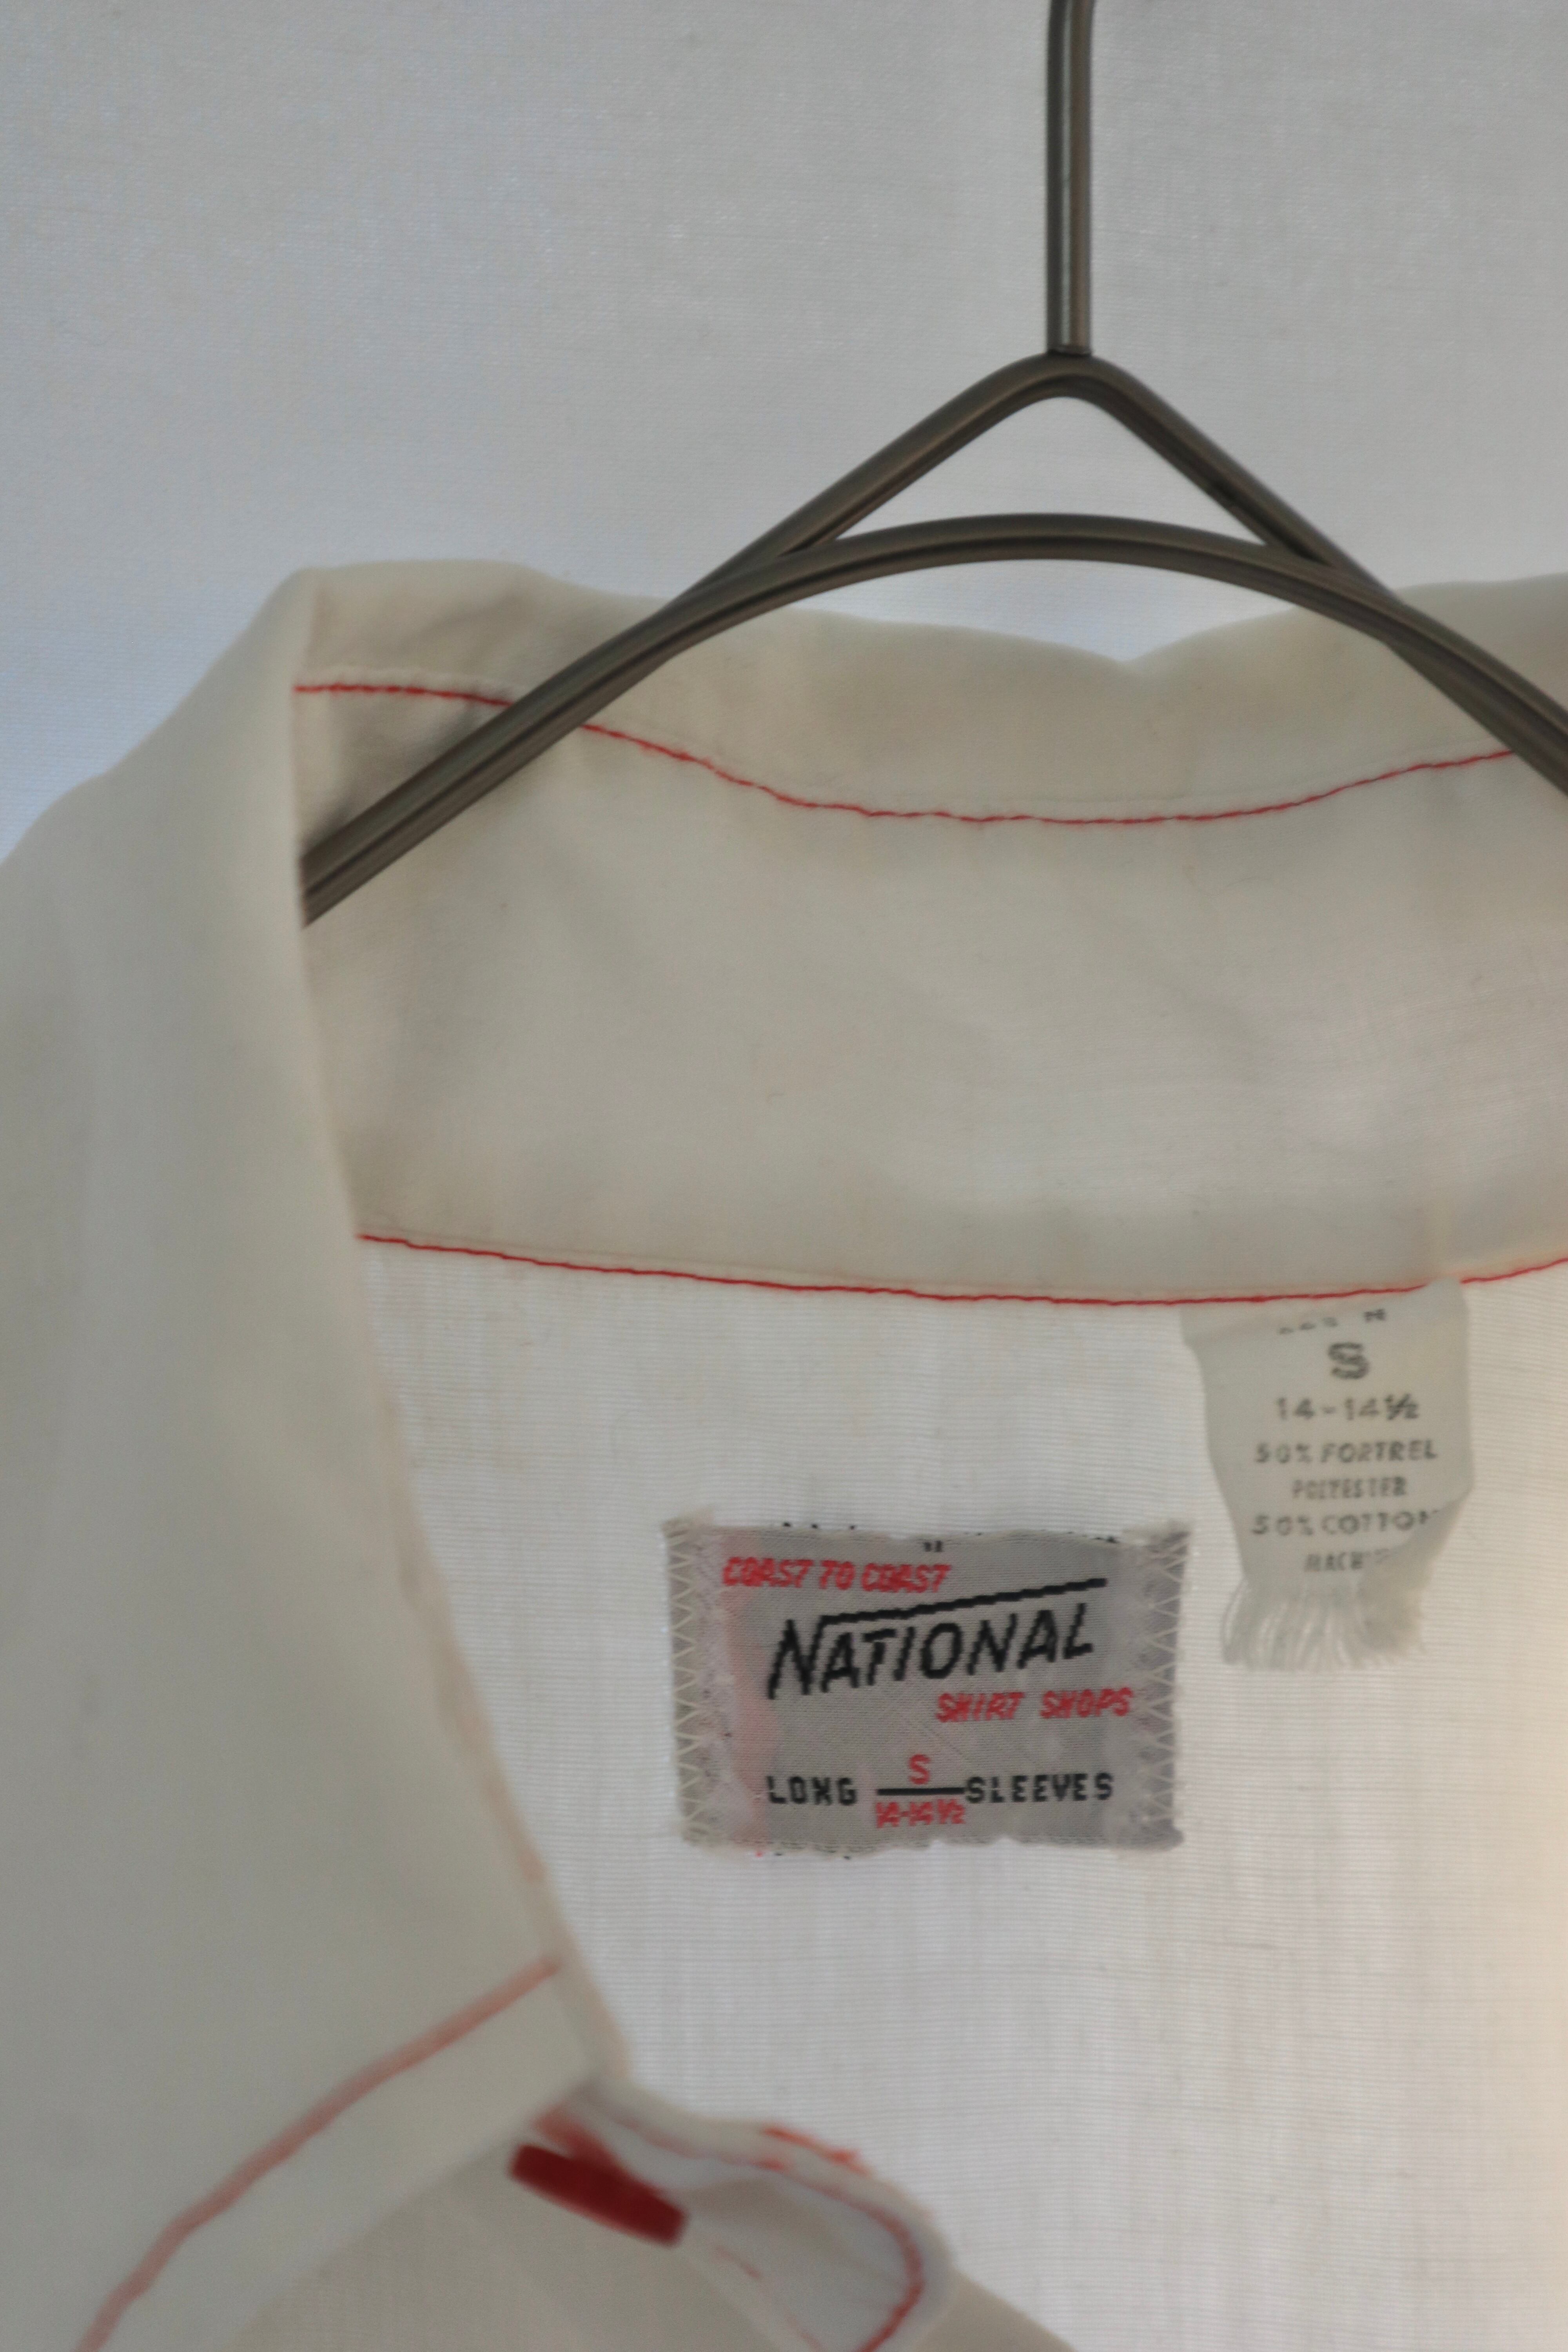 S
14-14½
50% FORTREL
POLYESTER
50% COTTON
COAST TO COAST
NATIONAL
SHIRT SHOPS
LONG S SLEEVES
14-14½